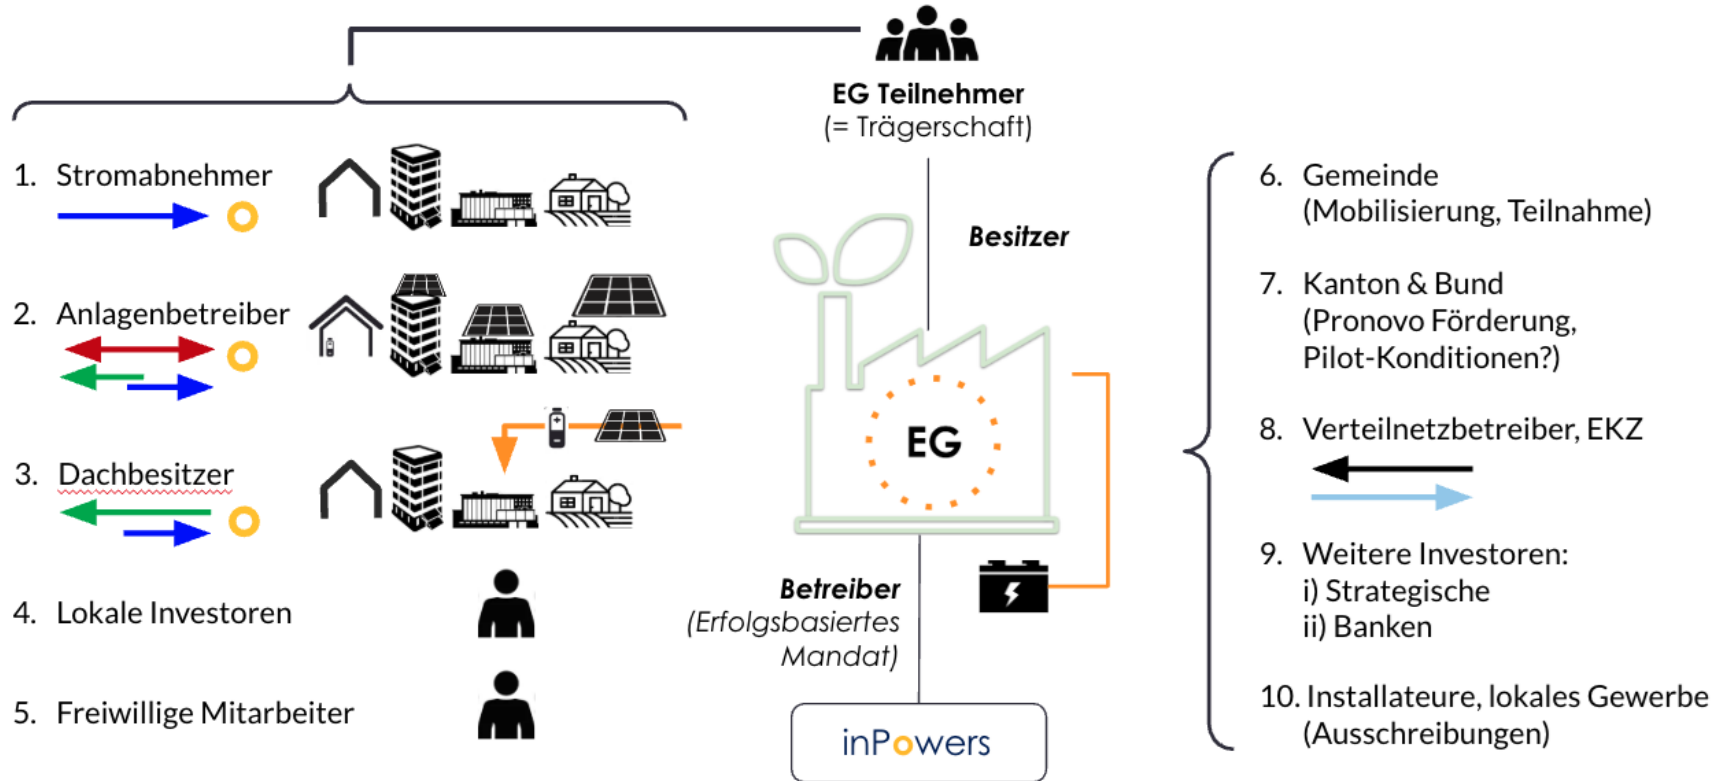 EG Teilnehmer
(= Trägerschaft)
1. Stromabnehmer
2. Anlagenbetreiber
3. Dachbesitzer
4. Lokale Investoren
5. Freiwillige Mitarbeiter
Besitzer
EG
Betreiber
(Erfolgsbasiertes
Mandat)
inPowers
6. Gemeinde
(Mobilisierung, Teilnahme)
7. Kanton & Bund
(Pronovo Förderung,
Pilot-Konditionen?)
8. Verteilnetzbetreiber, EKZ
9. Weitere Investoren:
i) Strategische
ii) Banken
10. Installateure, lokales Gewerbe
(Ausschreibungen)